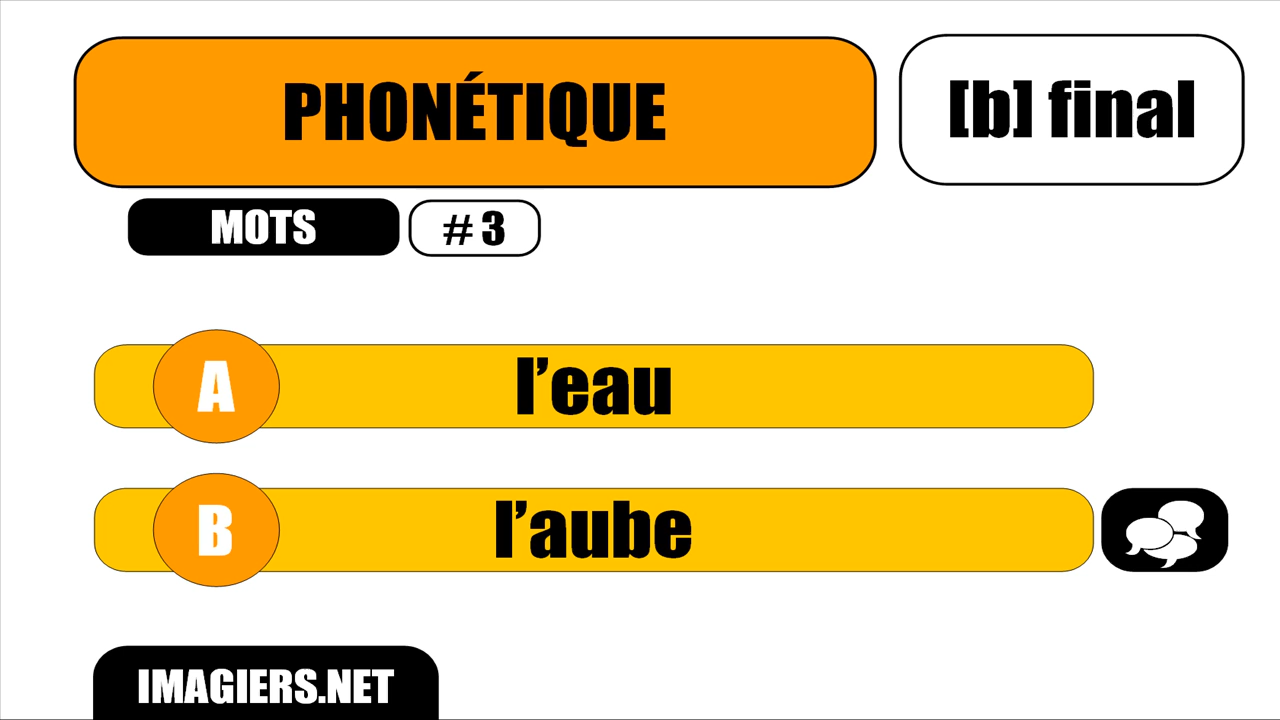 PHONÉTIQUE
[b] final
MOTS
# 3
A
l’eau
B
l’aube
IMAGIERS.NET